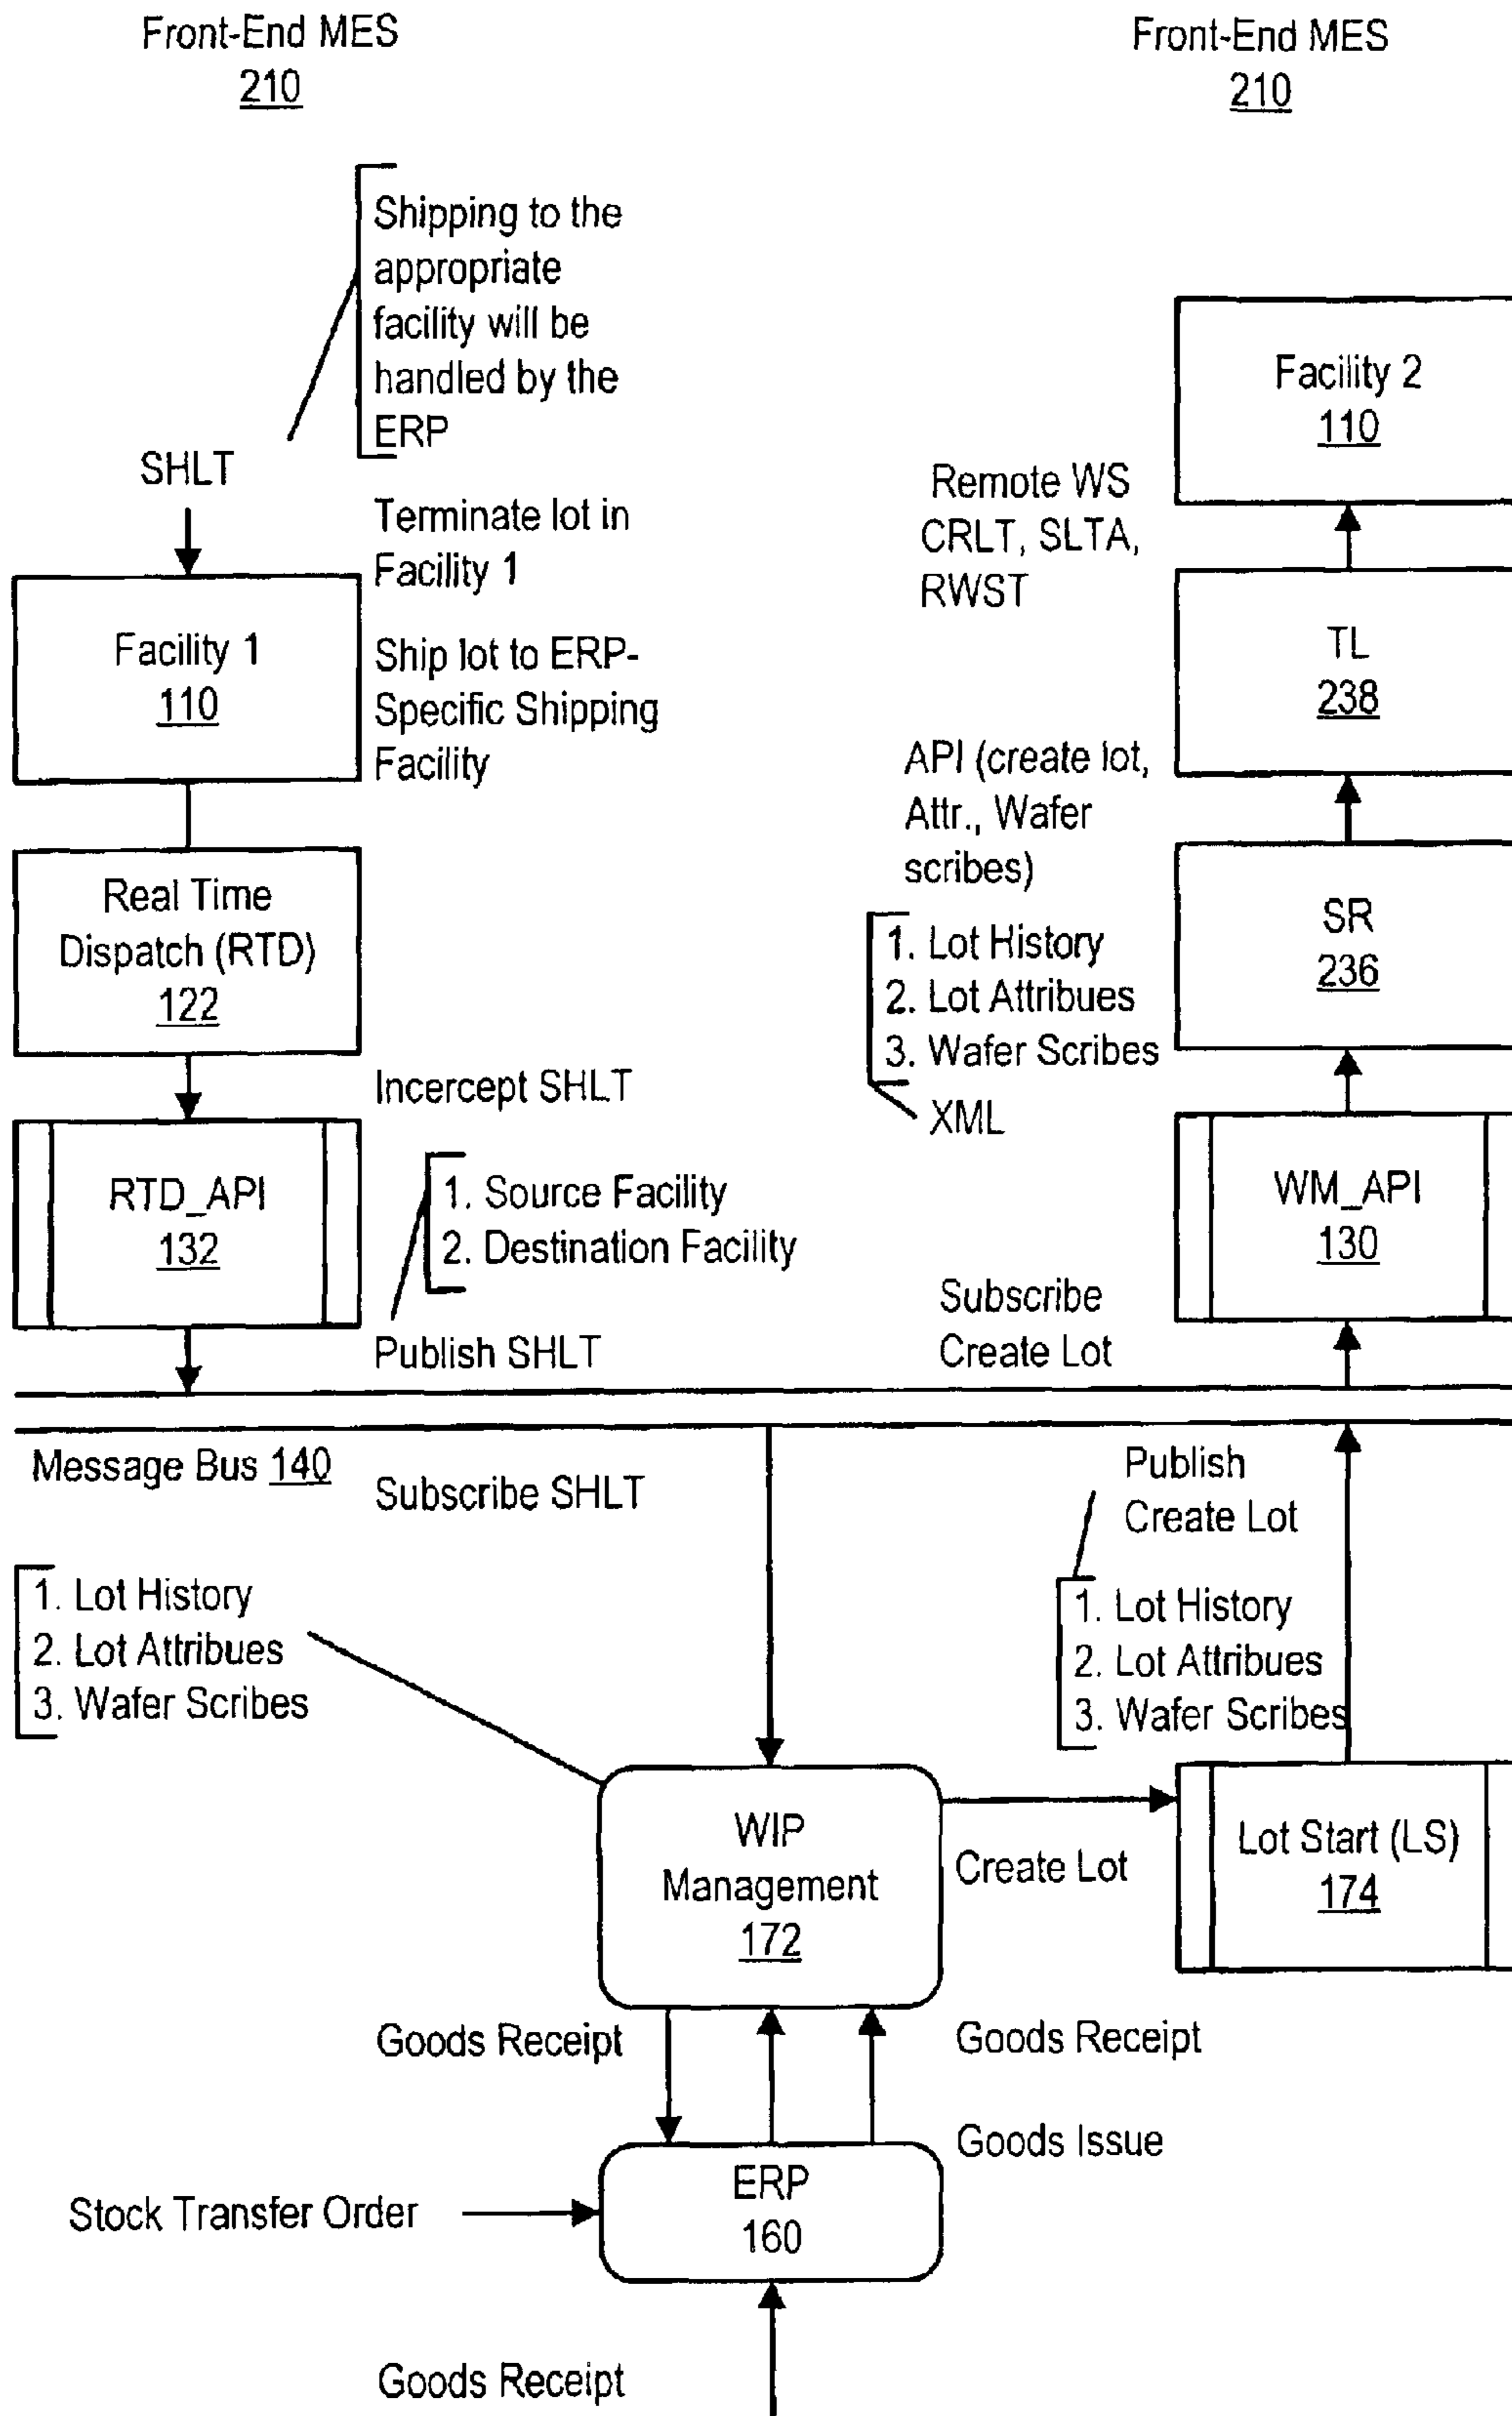 Front-End MES
210
Front-End MES
210
Shipping to the
appropriate
facility will be
handled by the
ERP
SHLT
Terminate lot in
Facility 1
Facility 1
110
Ship lot to ERP-
Specific Shipping
Facility
Real Time
Dispatch (RTD)
122
Incercept SHLT
RTD_API
132
1. Source Facility
2. Destination Facility
Publish SHLT
Facility 2
110
Remote WS
CRLT, SLTA,
RWST
TL
238
API (create lot,
Attr., Wafer
scribes)
SR
236
1. Lot History
2. Lot Attribues
3. Wafer Scribes
XML
WM_API
130
Subscribe
Create Lot
Message Bus 140
Subscribe SHLT
Publish
Create Lot
1. Lot History
2. Lot Attribues
3. Wafer Scribes
1. Lot History
2. Lot Attribues
3. Wafer Scribes
WIP
Management
172
Create Lot
Lot Start (LS)
174
Goods Receipt
Goods Receipt
Goods Issue
ERP
160
Stock Transfer Order
Goods Receipt